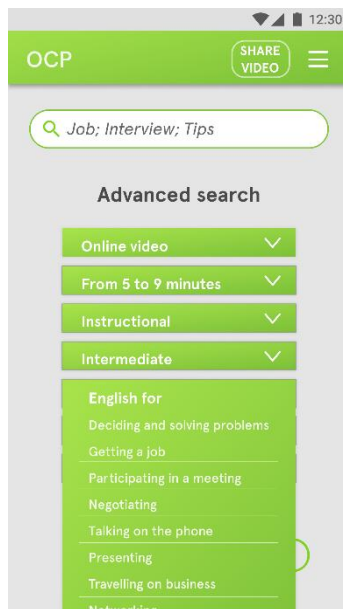 12:30
OCP
SHARE
VIDEO
Job; Interview; Tips
Advanced search
Online video
From 5 to 9 minutes
Instructional
Intermediate
English for
Deciding and solving problems
Getting a job
Participating in a meeting
Negotiating
Talking on the phone
Presenting
Travelling on business
Networking